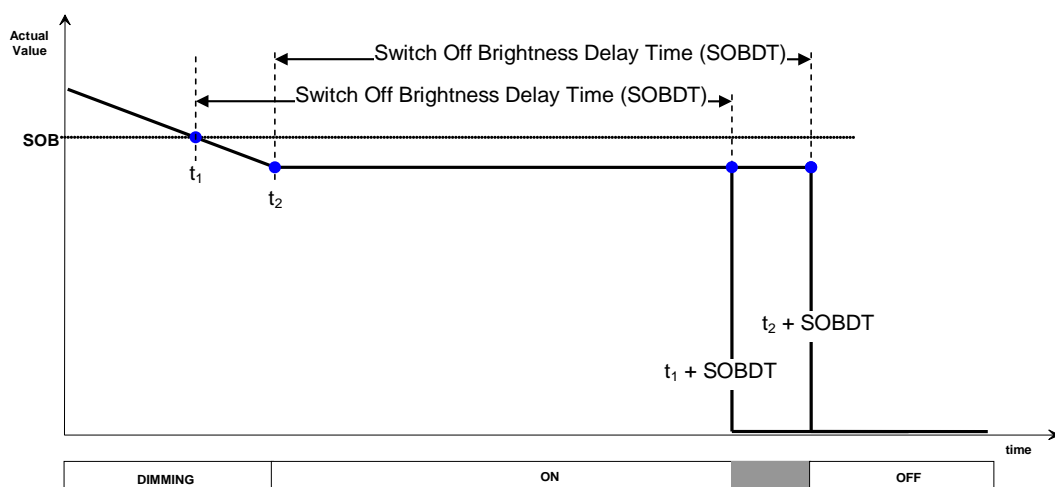 Actual
Value
Switch Off Brightness Delay Time (SOBDT)
Switch Off Brightness Delay Time (SOBDT)
SOB
t₁
t₂
t₂ + SOBDT
t₁ + SOBDT
time
DIMMING ON OFF